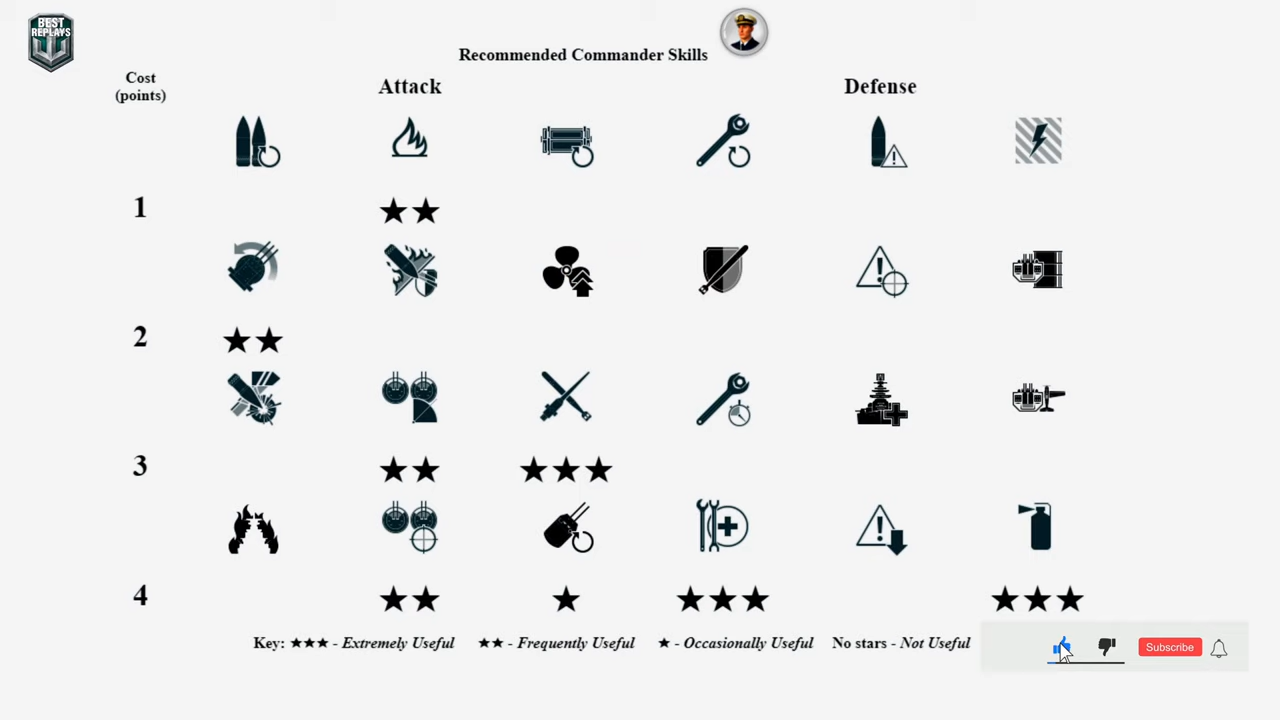 BEST
REPLAYS
Recommended Commander Skills
Cost
(points)
Attack
Defense
1
★★
2
★★
3
★★ ★★★
4
★★ ★ ★★★ ★★★
Key: ★★★ - Extremely Useful ★★ - Frequently Useful ★ - Occasionally Useful No stars - Not Useful
Subscribe